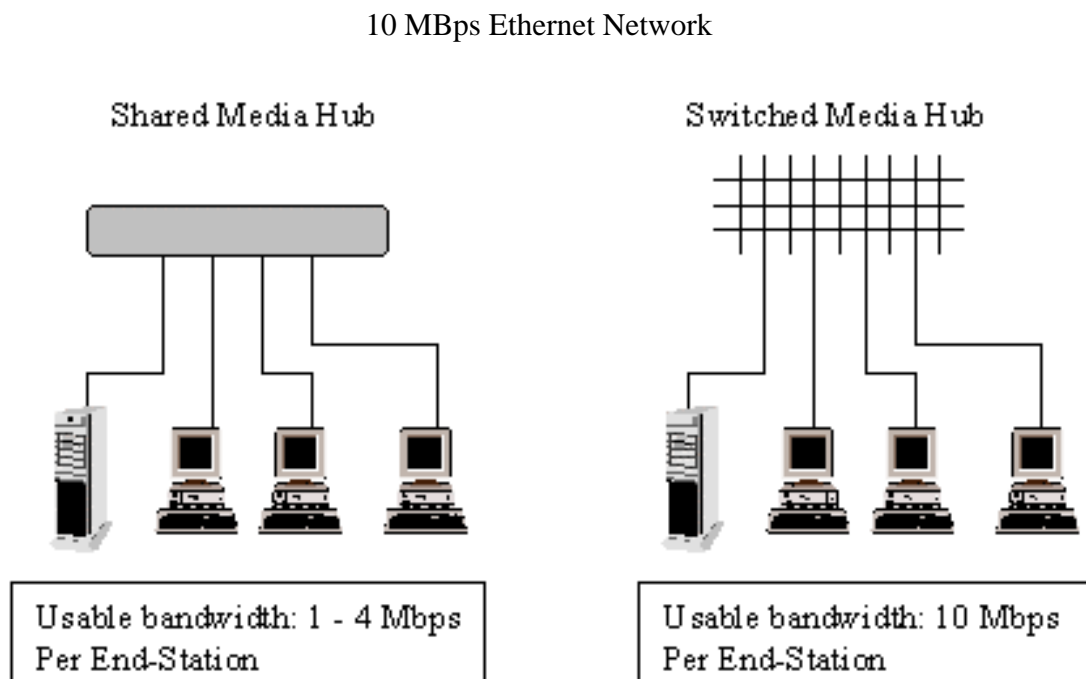 10 MBps Ethernet Network
Shared Media Hub
Switched Media Hub
Usable bandwidth: 1 - 4 Mbps
Per End-Station
Usable bandwidth: 10 Mbps
Per End-Station